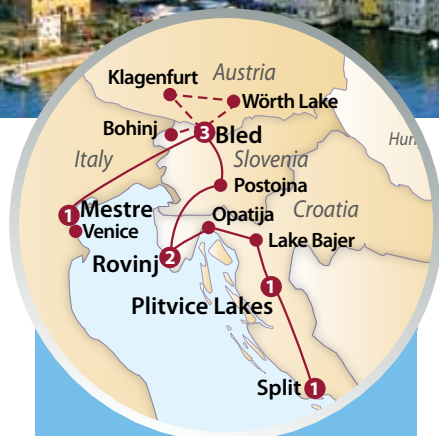 Klagenfurt
Austria
Wörth Lake
Bohinj
3
Bled
Italy
Slovenia
Postojna
1
Mestre
Venice
Opatija
Croatia
Lake Bajer
Rovinj
2
1
Plitvice Lakes
Split
1